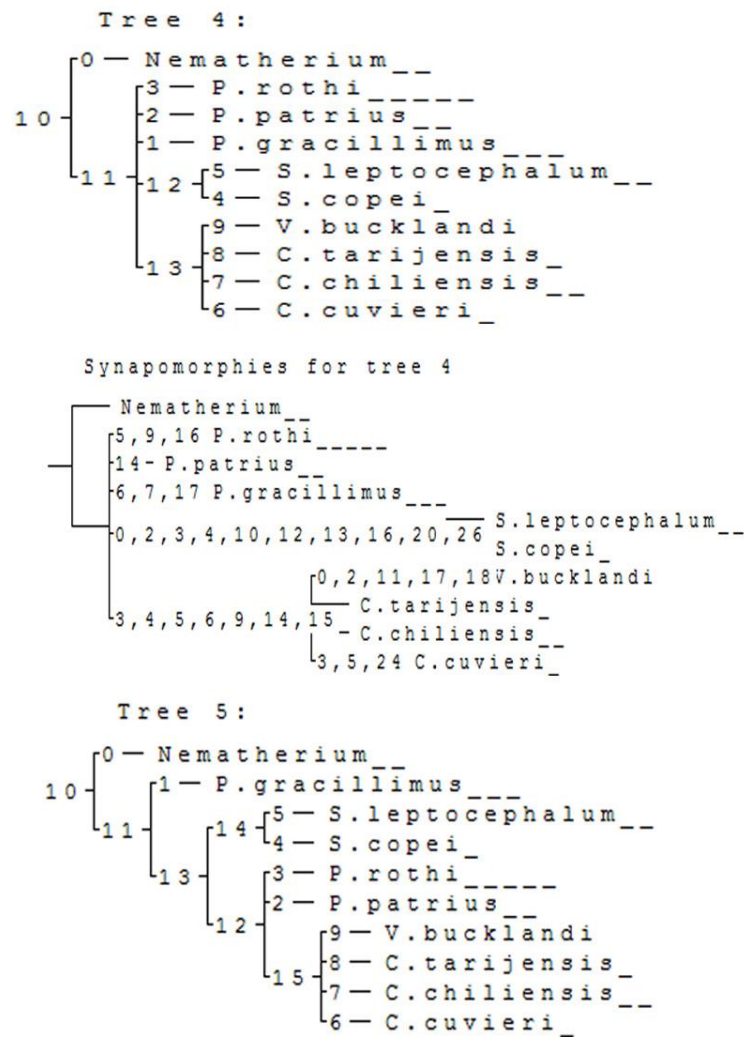 Tree 4:
0 — Nematherium__
3 — P.rothi_____
10
2 — P.patrius__
1 — P.gracillimus___
11
5 — S.leptocephalum__
12
4 — S.copei_
9 — V.bucklandi
8 — C.tarijensis_
13
7 — C.chiliensis__
6 — C.cuvieri_
Synapomorphies for tree 4
Nematherium__
5,9,16 P.rothi_____
14- P.patrius__
6,7,17 P.gracillimus___
S.leptocephalum__
0,2,3,4,10,12,13,16,20,26
S.copei_
0,2,11,17,18 V.bucklandi
C.tarijensis_
3,4,5,6,9,14,15
- C.chiliensis__
3,5,24 C.cuvieri_
Tree 5:
0 — Nematherium__
10
1 — P.gracillimus___
5 — S.leptocephalum__
11
14
4 — S.copei_
13
3 — P.rothi_____
2 — P.patrius__
12
9 — V.bucklandi
8 — C.tarijensis_
15
7 — C.chiliensis__
6 — C.cuvieri_